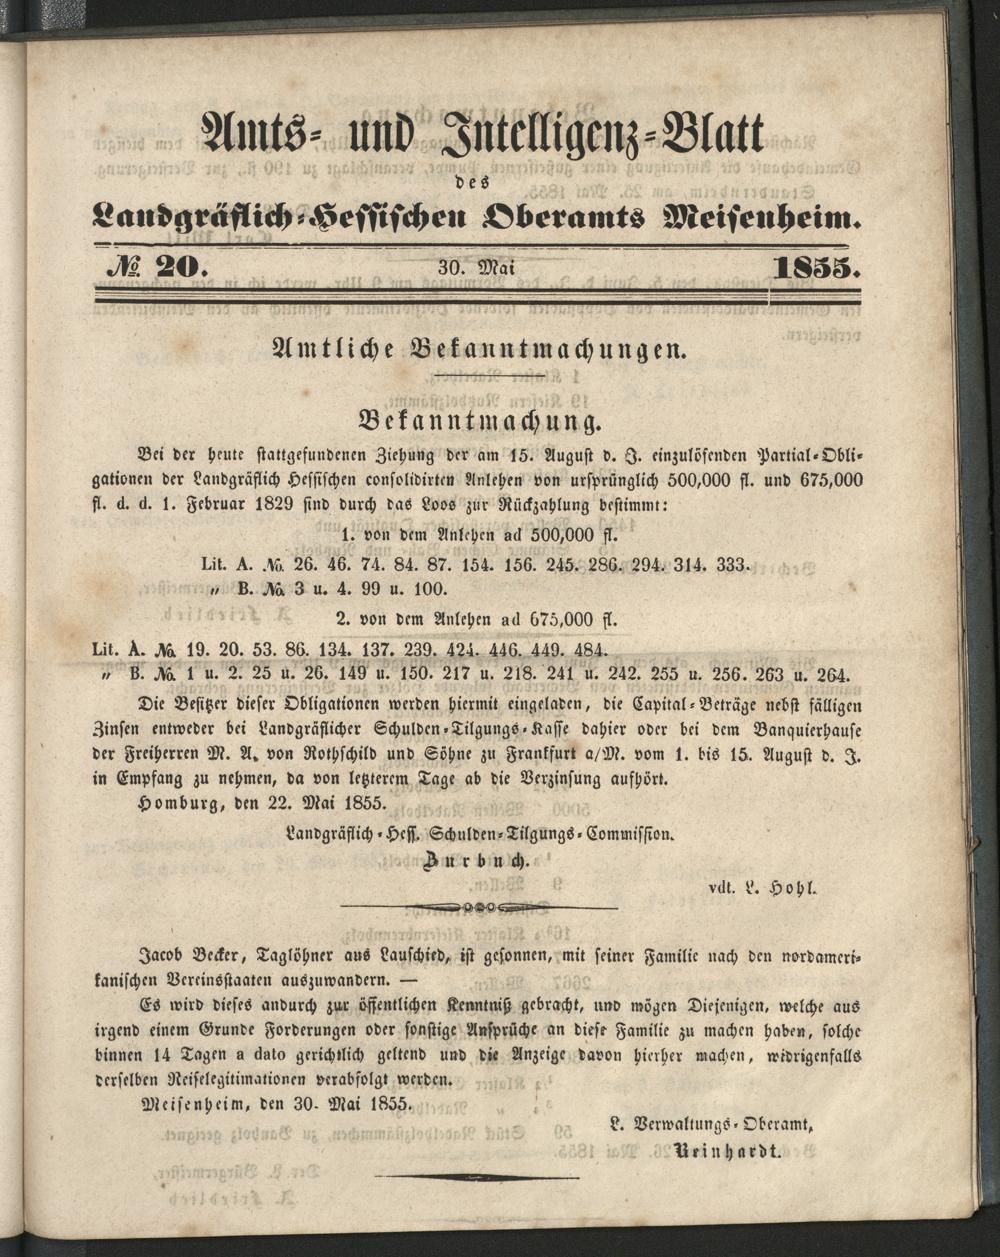 Amts- und Intelligenz-Blatt
des
Landgräflich-Hessischen Oberamts Meisenheim.
№ 20. 30. Mai 1855.
Amtliche Bekanntmachungen.
Bekanntmachung.
Bei der heute stattgefundenen Ziehung der am 15. August d. J. einzulösenden Partial-Obli-
gationen der Landgräflich Hessischen consolidirten Anlehen von ursprünglich 500,000 fl. und 675,000
fl. d. d. 1. Februar 1829 sind durch das Loos zur Rückzahlung bestimmt:
1. von dem Anlehen ad 500,000 fl.
Lit. A. №. 26. 46. 74. 84. 87. 154. 156. 245. 286. 294. 314. 333.
„ B. №. 3 u. 4. 99 u. 100.
2. von dem Anlehen ad 675,000 fl.
Lit. A. №. 19. 20. 53. 86. 134. 137. 239. 424. 446. 449. 484.
„ B. №. 1 u. 2. 25 u. 26. 149 u. 150. 217 u. 218. 241 u. 242. 255 u. 256. 263 u. 264.
Die Besitzer dieser Obligationen werden hiermit eingeladen, die Capital-Beträge nebst fälligen
Zinsen entweder bei Landgräflicher Schulden-Tilgungs-Kasse dahier oder bei dem Banquierhause
der Freiherren M. A. von Rothschild und Söhne zu Frankfurt a/M. vom 1. bis 15. August d. J.
in Empfang zu nehmen, da von letzterem Tage ab die Verzinsung aufhört.
Homburg, den 22. Mai 1855.
Landgräflich-Hess. Schulden-Tilgungs-Commission.
Zurbuch.
vdt. L. Hohl.
Jacob Becker, Taglöhner aus Lauschied, ist gesonnen, mit seiner Familie nach den nordameri-
kanischen Vereinsstaaten auszuwandern. —
Es wird dieses andurch zur öffentlichen Kenntniß gebracht, und mögen Diejenigen, welche aus
irgend einem Grunde Forderungen oder sonstige Ansprüche an diese Familie zu machen haben, solche
binnen 14 Tagen a dato gerichtlich geltend und die Anzeige davon hierher machen, widrigenfalls
derselben Reiselegitimationen verabfolgt werden.
Meisenheim, den 30. Mai 1855.
L. Verwaltungs-Oberamt,
Reinhardt.